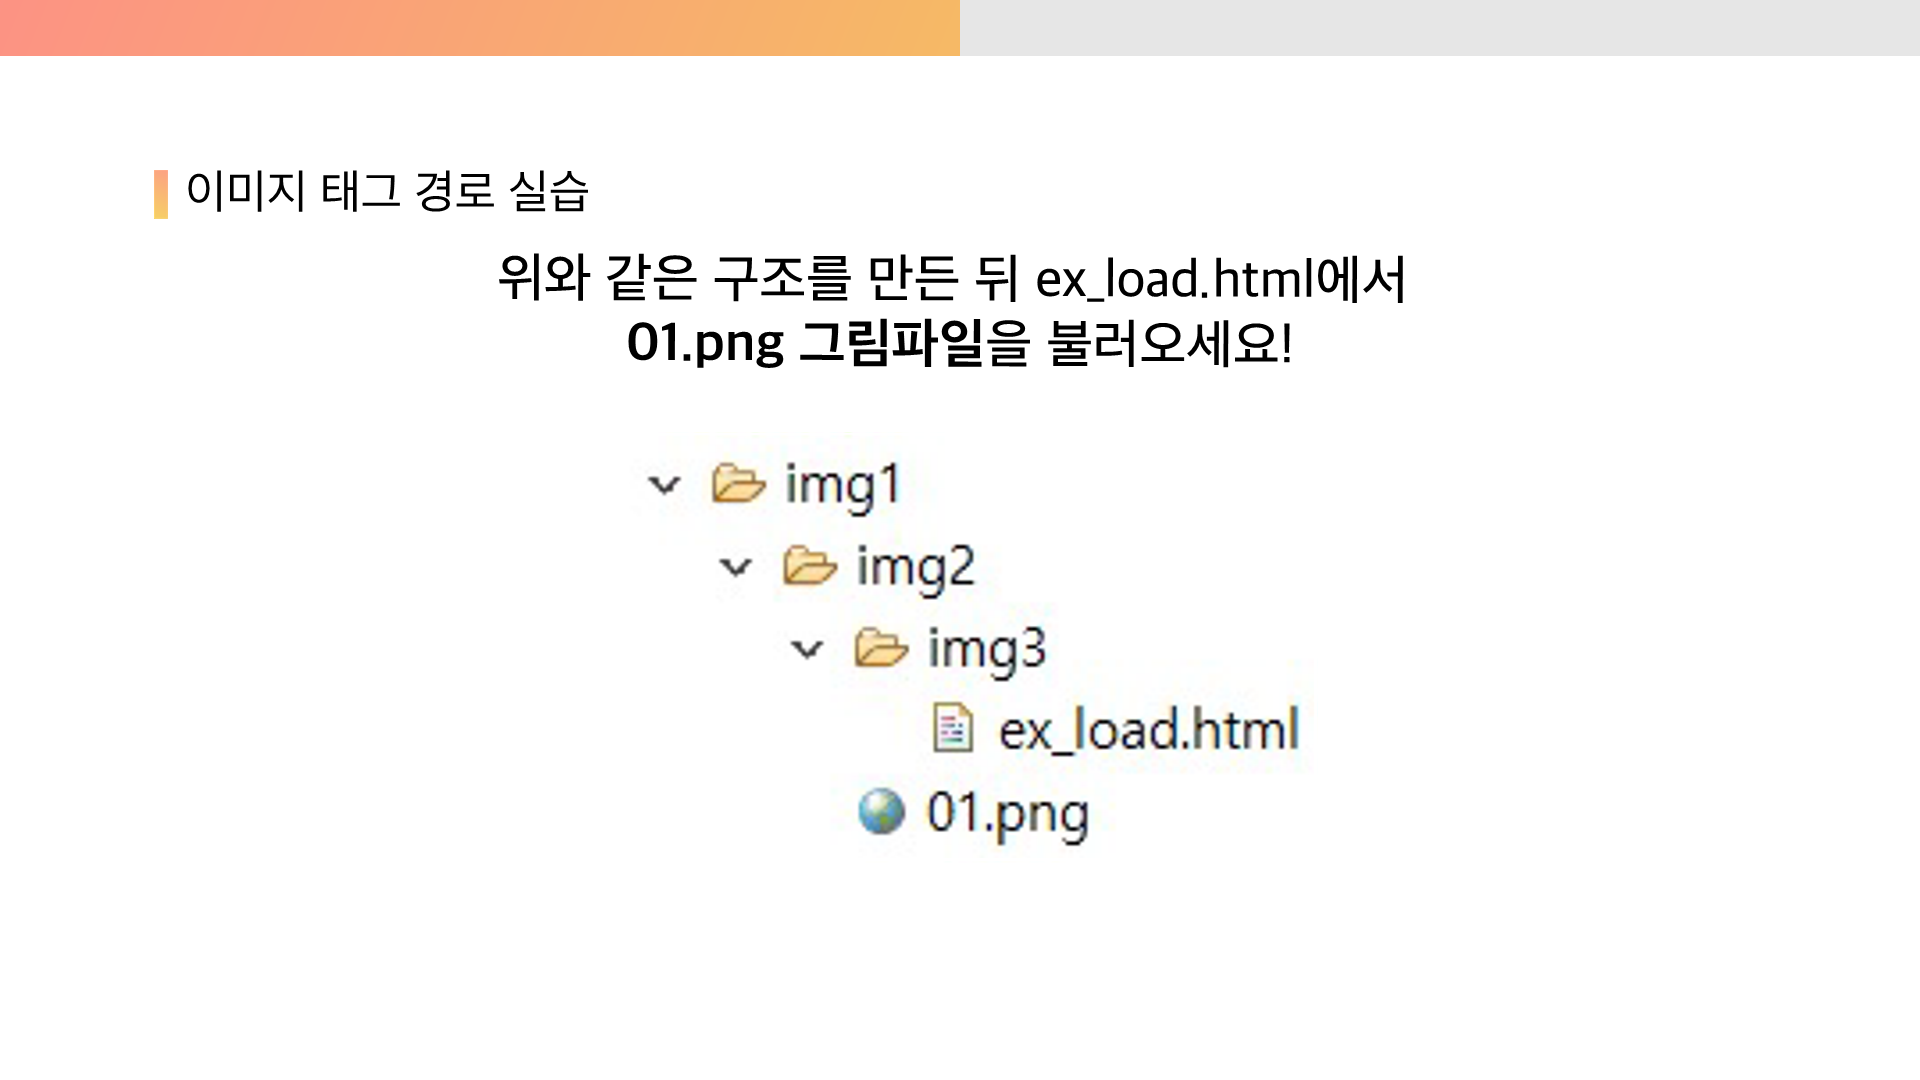 이미지 태그 경로 실습
위와 같은 구조를 만든 뒤 ex_load.html에서
01.png 그림파일을 불러오세요!
img1
img2
img3
ex_load.html
01.png